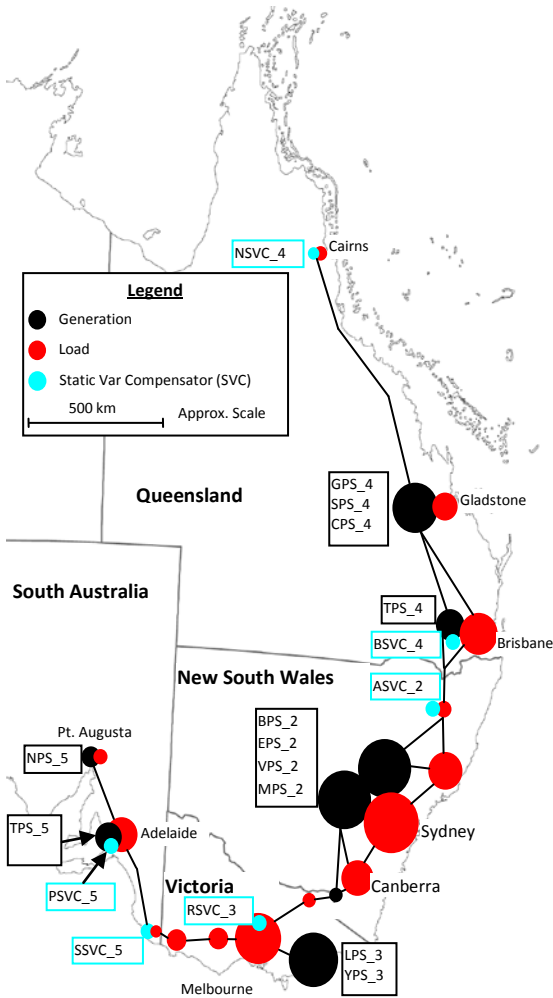 NSVC_4
Cairns
Legend
Generation
Load
Static Var Compensator (SVC)
500 km
Approx. Scale
Queensland
GPS_4
SPS_4
CPS_4
Gladstone
South Australia
TPS_4
BSVC_4
Brisbane
New South Wales
ASVC_2
BPS_2
EPS_2
VPS_2
MPS_2
Pt. Augusta
NPS_5
TPS_5
Adelaide
Sydney
PSVC_5
Victoria
Canberra
RSVC_3
SSVC_5
LPS_3
YPS_3
Melbourne